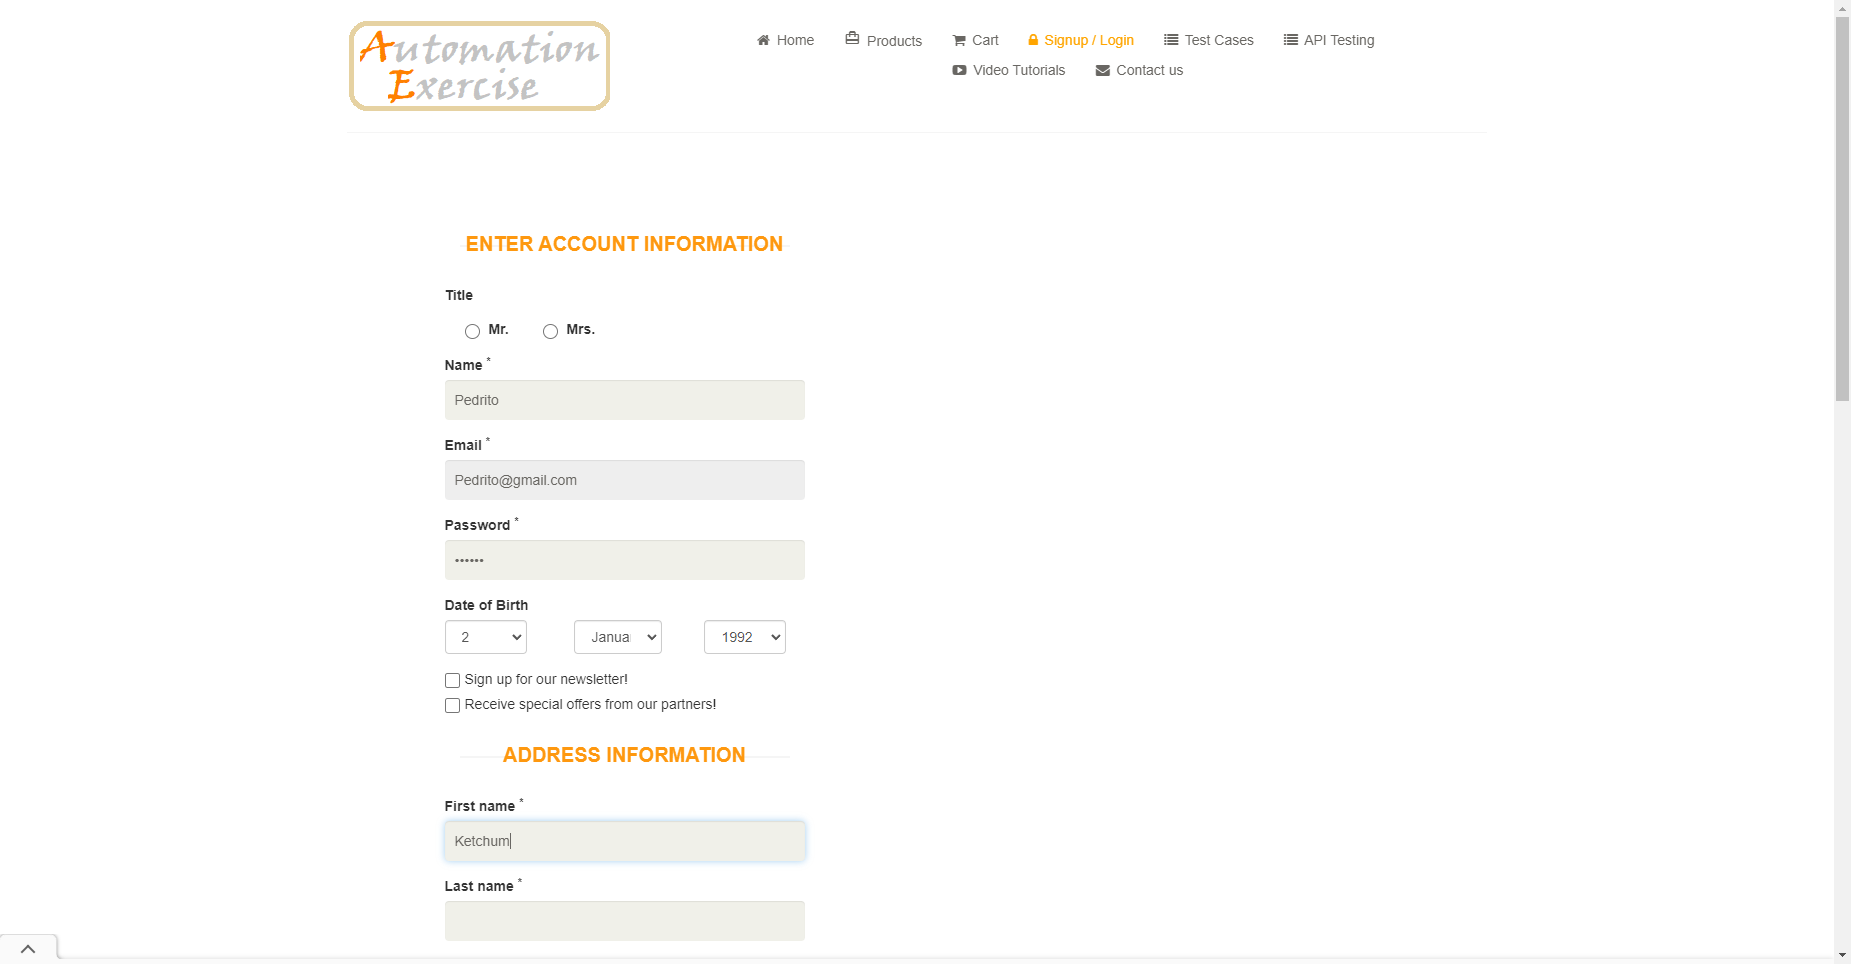 Automation
Exercise
Home Products Cart Signup / Login Test Cases API Testing
Video Tutorials Contact us
ENTER ACCOUNT INFORMATION
Title
Mr. Mrs.
Name *
Pedrito
Email *
Pedrito@gmail.com
Password *
••••••
Date of Birth
2 Janua 1992
Sign up for our newsletter!
Receive special offers from our partners!
ADDRESS INFORMATION
First name *
Ketchum
Last name *